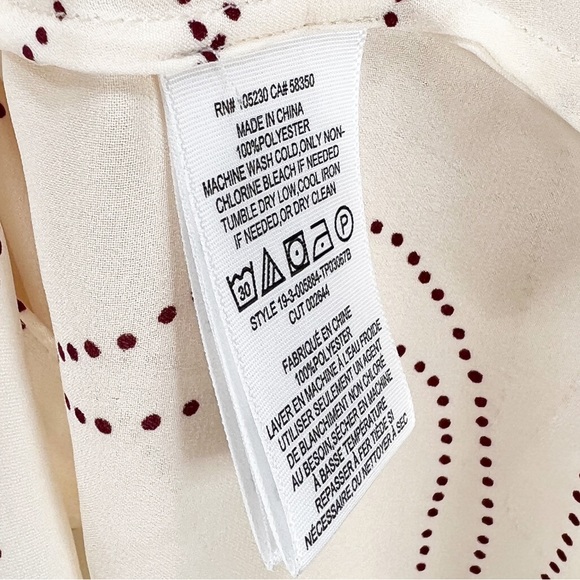 RN# 105230 CA# 58350
MADE IN CHINA
100%POLYESTER
MACHINE WASH COLD,ONLY NON-
CHLORINE BLEACH IF NEEDED
TUMBLE DRY LOW,COOL IRON
IF NEEDED,OR DRY CLEAN
30 P
STYLE 19-3-005884-TP03057B
CUT 002644
FABRIQUÉ EN CHINE
100%POLYESTER
LAVER EN MACHINE À L'EAU FROIDE
UTILISER SEULEMENT UN AGENT
DE BLANCHIMENT NON CHLORÉ
AU BESOIN,SÉCHER EN MACHINE
À BASSE TEMPÉRATURE
REPASSER À FER TIÈDE SI
NÉCESSAIRE,OU NETTOYER À SEC